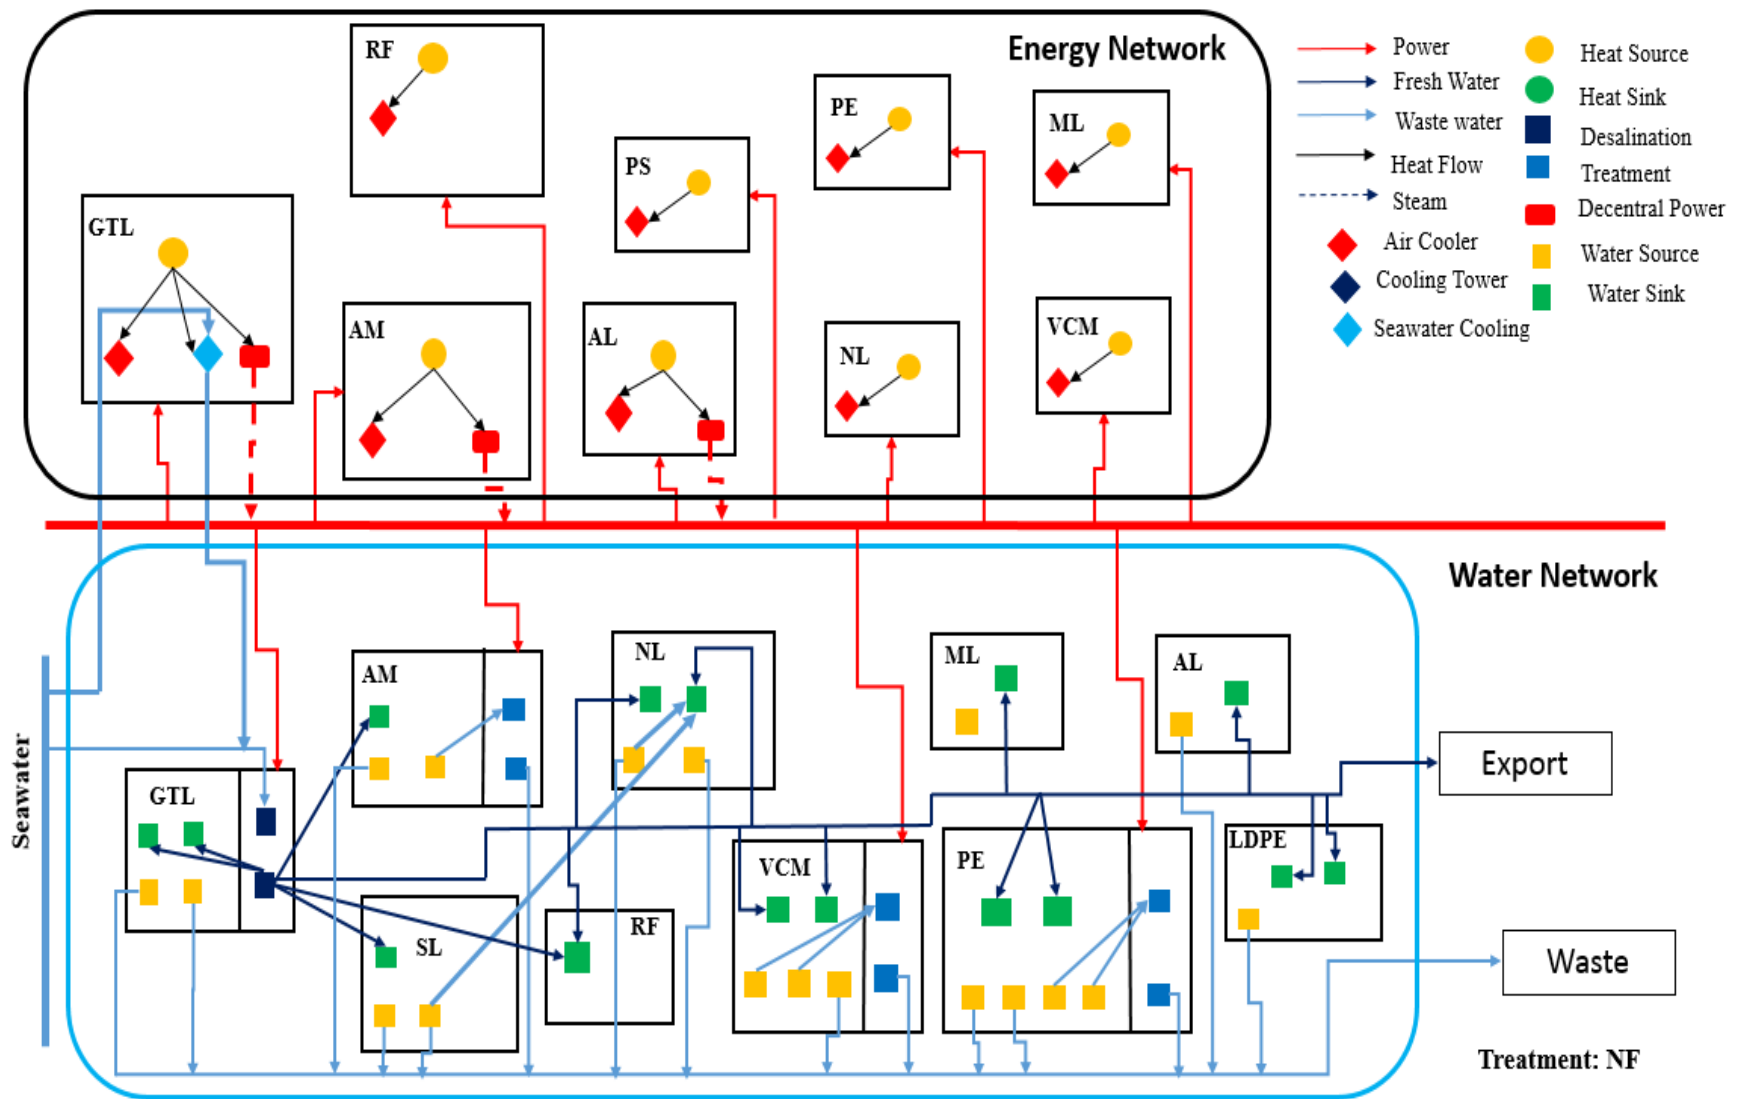 Energy Network
RF
PE
ML
PS
GTL
AM
AL
NL
VCM
Power
Fresh Water
Waste water
Heat Flow
Steam
Air Cooler
Cooling Tower
Seawater Cooling
Heat Source
Heat Sink
Desalination
Treatment
Decentral Power
Water Source
Water Sink
Water Network
Seawater
AM
NL
ML
AL
GTL
SL
RF
VCM
PE
LDPE
Export
Waste
Treatment: NF